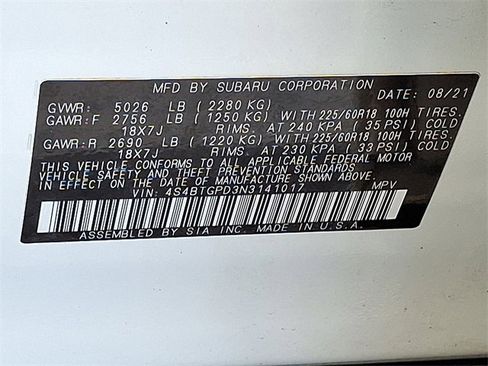 MFD BY SUBARU CORPORATION DATE: 08/21
GVWR: 5026 LB (2280 KG)
GAWR:F 2756 LB (1250 KG) WITH 225/60R18 100H TIRES.
18X7J RIMS. AT 240 KPA (35 PSI) COLD
GAWR:R 2690 LB (1220 KG) WITH 225/60R18 100H TIRES.
18X7J RIMS. AT 230 KPA (33 PSI) COLD.
THIS VEHICLE CONFORMS TO ALL APPLICABLE FEDERAL MOTOR
VEHICLE SAFETY AND THEFT PREVENTION STANDARDS
IN EFFECT ON THE DATE OF MANUFACTURE SHOWN ABOVE.
VIN: 4S4BTGPD3N3141017 MPV
ASSEMBLED BY SIA INC. MADE IN U.S.A.